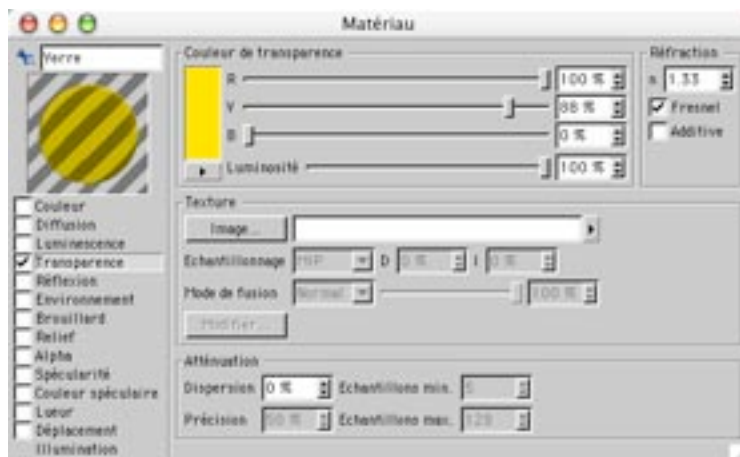 Matériau
Verre
Couleur de transparence
R 100 %
V 88 %
B 0 %
Luminosité 100 %
Réfraction
n 1.33
Fresnel
Additive
Couleur
Diffusion
Luminescence
Transparence
Réflexion
Environnement
Brouillard
Relief
Alpha
Spécularité
Couleur spéculaire
Lueur
Déplacement
Illumination
Texture
Image...
Echantillonnage MIP D 0 % I 0 %
Mode de fusion Normal 100 %
Modifier...
Atténuation
Dispersion 0 % Echantillons min. 5
Précision 50 % Echantillons max. 128